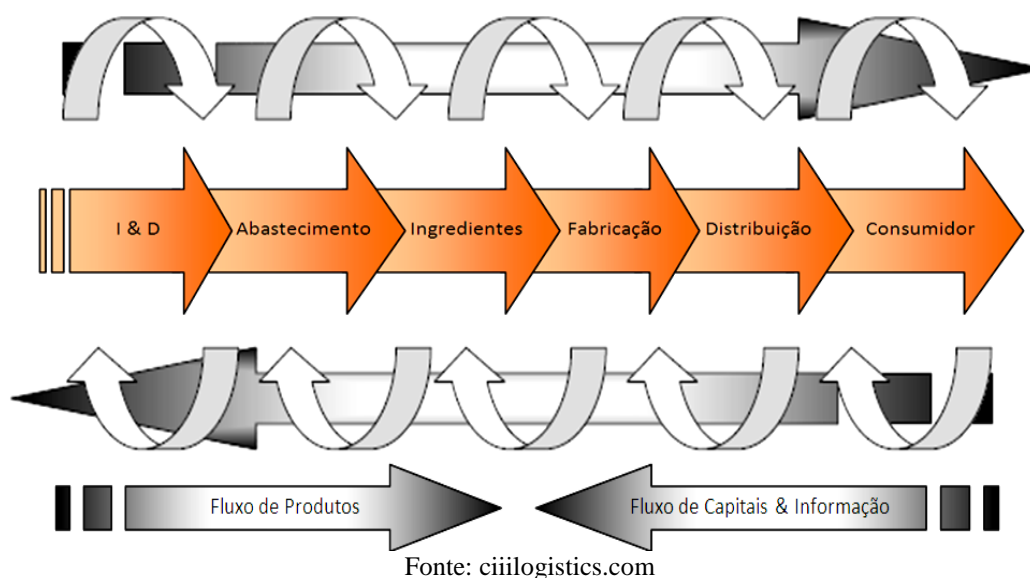 I & D
Abastecimento
Ingredientes
Fabricação
Distribuição
Consumidor
Fluxo de Produtos
Fluxo de Capitais & Informação
Fonte: ciiilogistics.com